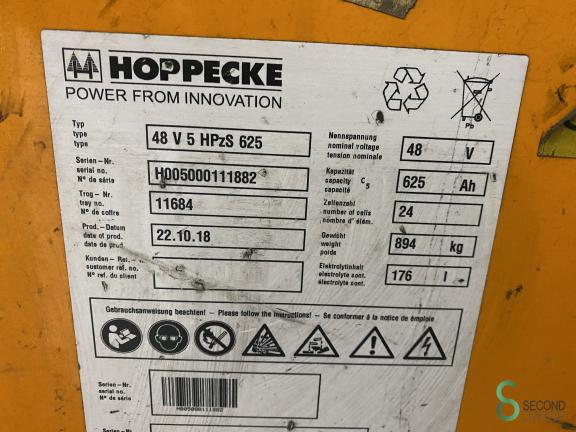 HOPPECKE
POWER FROM INNOVATION
Pb
Typ
type
type
48 V 5 HPzS 625
Serien-Nr.
serial no.
N° de série
H005000111882
Trog-Nr.
tray no.
N° de coffre
11684
Prod.-Datum
date of prod.
date de prod.
22.10.18
Kunden-Ref.-
customer ref. no.
N° ref. du client
Nennspannung
nominal voltage
tension nominale
48 V
Kapazität
capacity C5
capacité
625 Ah
Zellenzahl
number of cells
nombre d' élém.
24
Gewicht
weight
poids
894 kg
Elektrolytinhalt
electrolyte cont.
électrolyte cont.
176 l
Gebrauchsanweisung beachten! - Please follow the instructions! - Se conformer à la notice de émploie
Serien-Nr.
serial no.
N° de série
H005000111882
SECOND